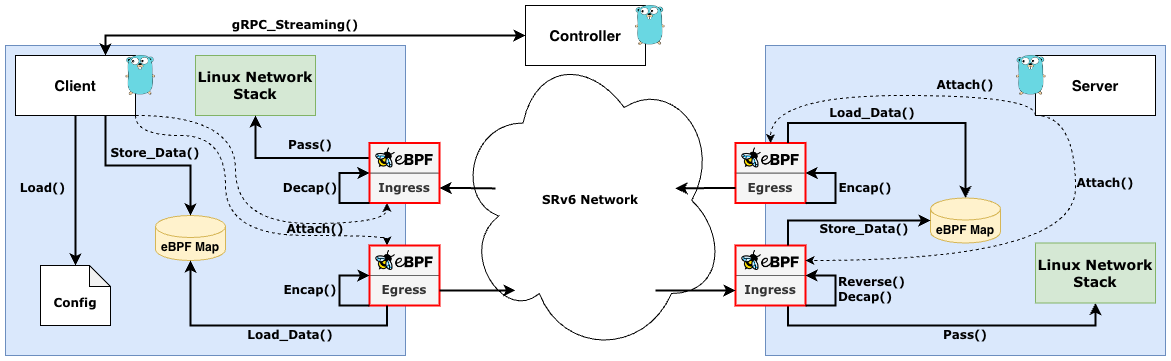 gRPC_Streaming()
Controller
Client
Linux Network
Stack
Server
Attach()
Load_Data()
Pass()
eBPF
Ingress
Decap()
Store_Data()
Load()
SRv6 Network
eBPF
Egress
Encap()
Attach()
Attach()
eBPF Map
eBPF Map
Store_Data()
eBPF
Egress
Encap()
eBPF
Ingress
Reverse()
Decap()
Linux Network
Stack
Config
Load_Data()
Pass()